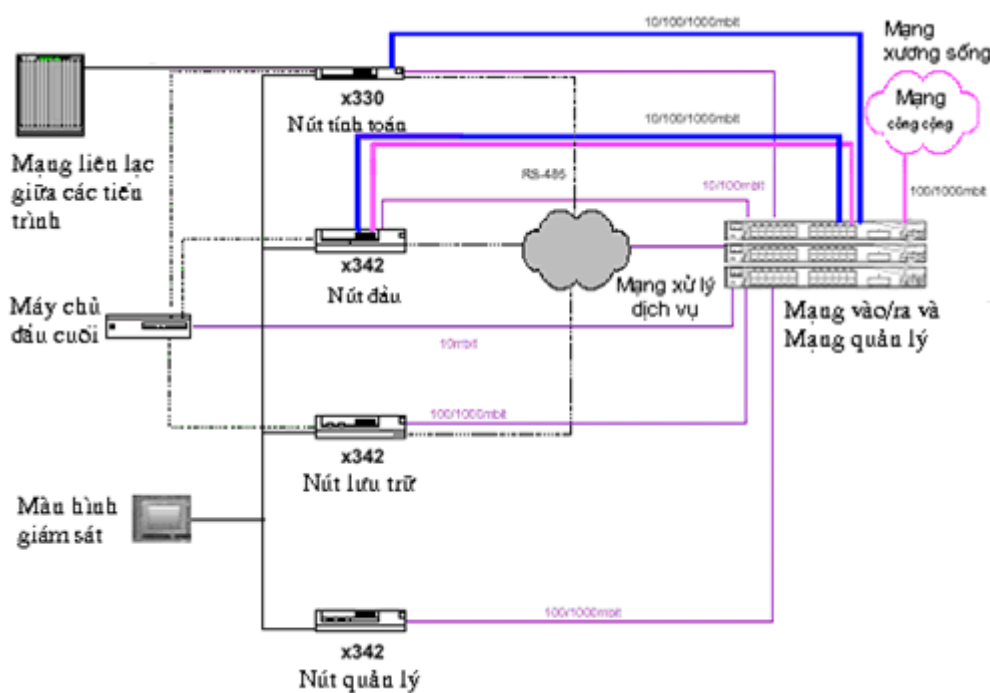 10/100/1000mbit
Mạng
xương sống
Mạng
công cộng
x330
Nút tính toán
Mạng liên lạc
giữa các tiến
trình
10/100/1000mbit
RS-485
10/100mbit
100/1000mbit
x342
Nút đầu
Mạng xử lý
dịch vụ
Mạng vào/ra và
Mạng quản lý
Máy chủ
đầu cuối
10mbit
100/1000mbit
x342
Nút lưu trữ
Màn hình
giám sát
100/1000mbit
x342
Nút quản lý